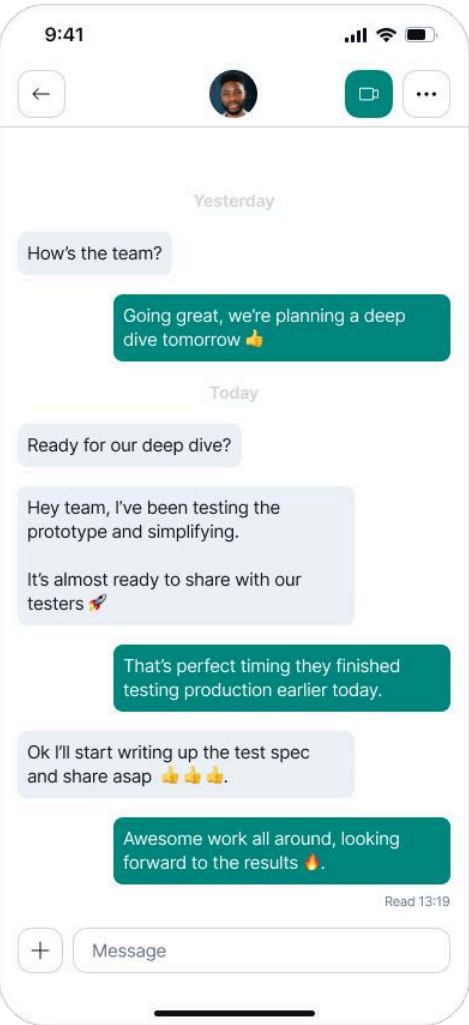 9:41
Yesterday
How’s the team?
Going great, we’re planning a deep
dive tomorrow 👍
Today
Ready for our deep dive?
Hey team, I’ve been testing the
prototype and simplifying.
It’s almost ready to share with our
testers 🚀
That’s perfect timing they finished
testing production earlier today.
Ok I’ll start writing up the test spec
and share asap 👍👍👍.
Awesome work all around, looking
forward to the results 🔥.
Read 13:19
Message